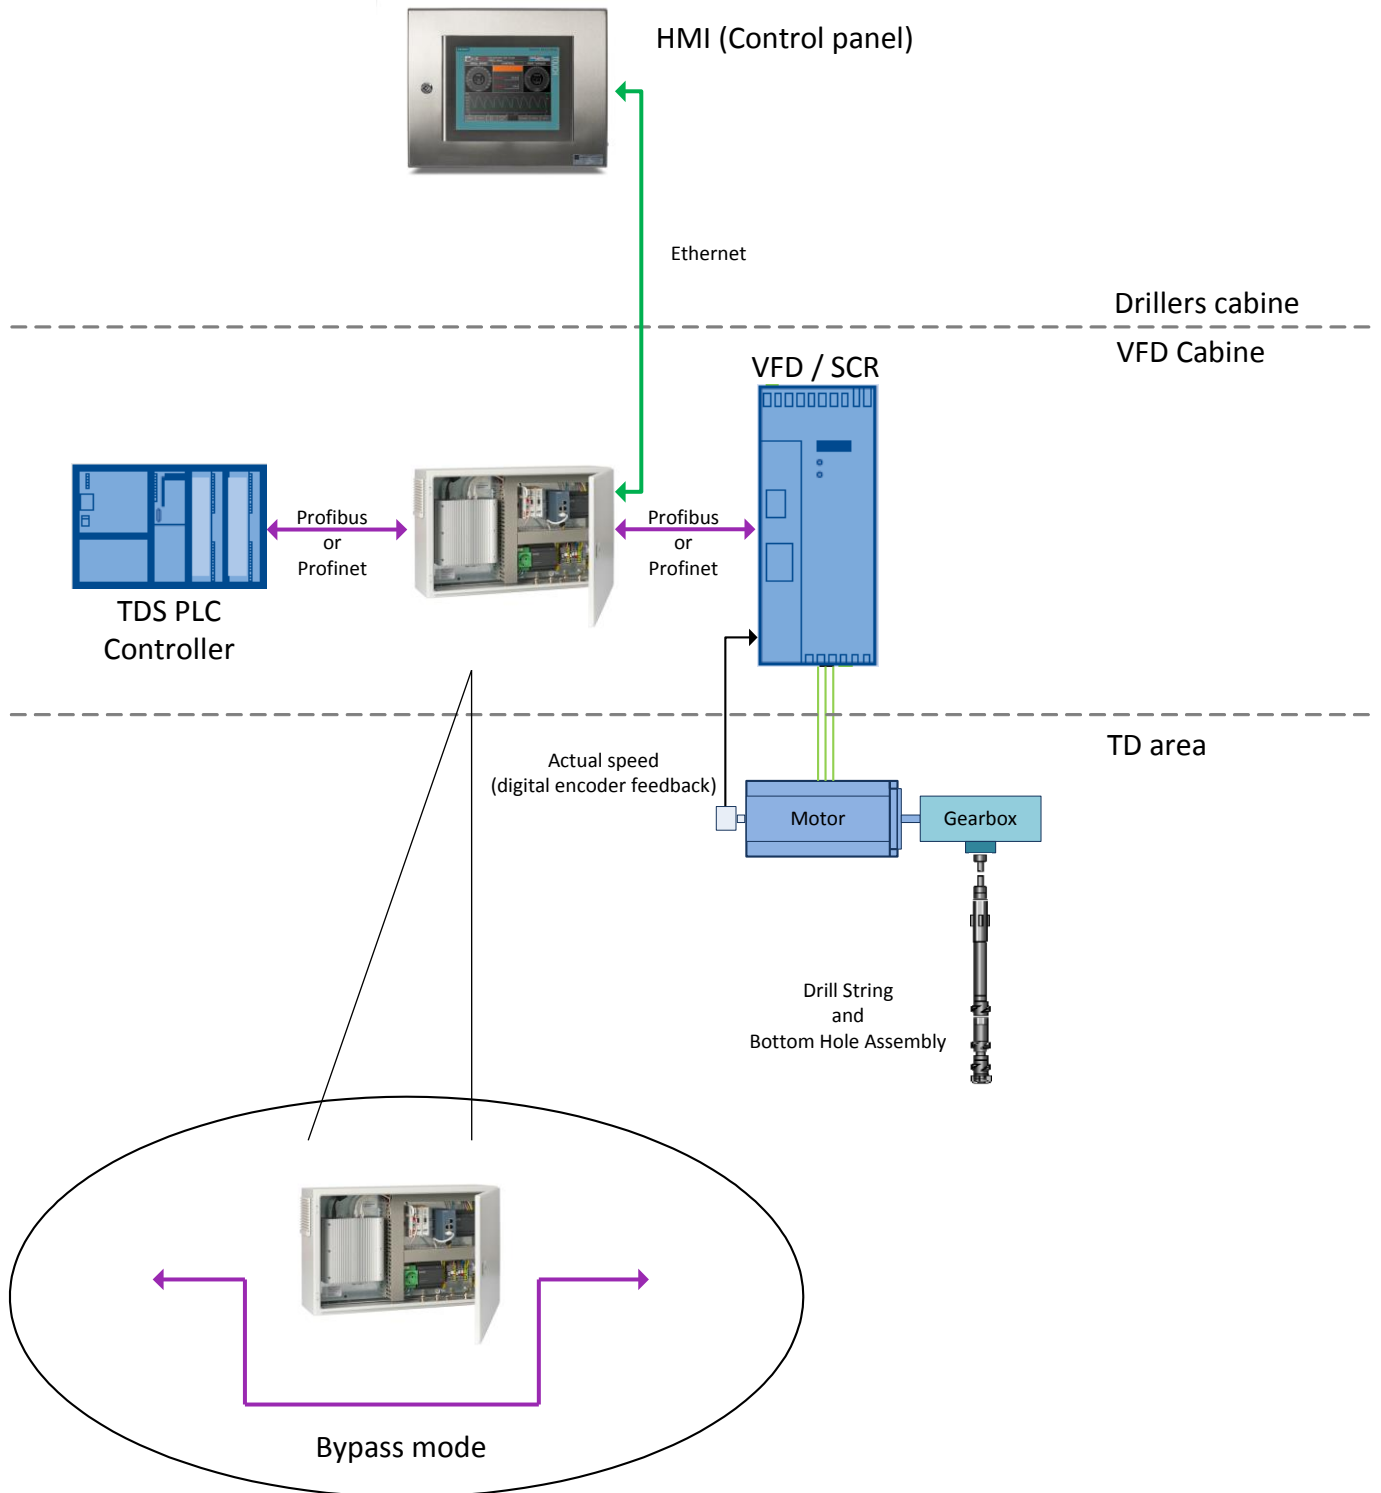 HMI (Control panel)
Ethernet
Drillers cabine
VFD Cabine
VFD / SCR
Profibus
or
Profinet
Profibus
or
Profinet
TDS PLC
Controller
TD area
Actual speed
(digital encoder feedback)
Motor
Gearbox
Drill String
and
Bottom Hole Assembly
Bypass mode